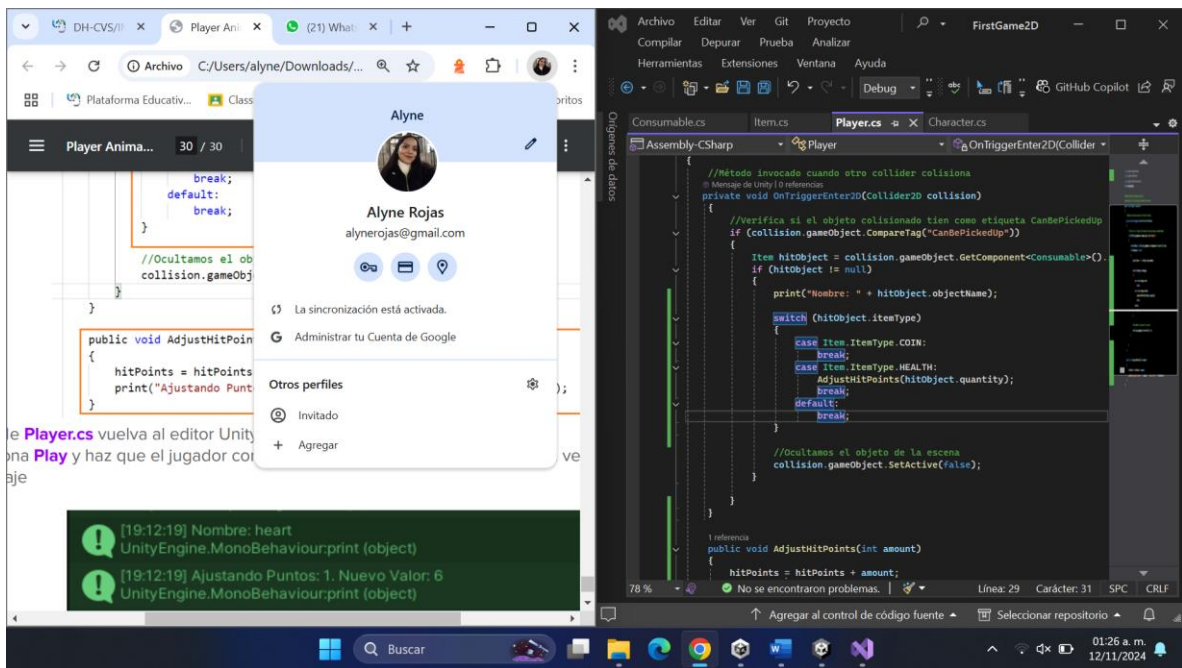 DH-CVS/I
Player Ani
(21) What
Archivo C:/Users/alyne/Downloads/...
Plataforma Educativ...
Class
oritos
Player Anima... 30 / 30
break;
default:
break;
}
//Ocultamos el ob
collision.gameObj
}
}
public void AdjustHitPoin
{
hitPoints = hitPoints
print("Ajustando Punt
);
}
de Player.cs vuelva al editor Unity
ona Play y haz que el jugador cor
ve
aje
[19:12:19] Nombre: heart
UnityEngine.MonoBehaviour:print (object)
[19:12:19] Ajustando Puntos: 1. Nuevo Valor: 6
UnityEngine.MonoBehaviour:print (object)
Alyne
Alyne Rojas
alynerojas@gmail.com
La sincronización está activada.
Administrar tu Cuenta de Google
Otros perfiles
Invitado
Agregar
Archivo Editar Ver Git Proyecto
FirstGame2D
Compilar Depurar Prueba Analizar
Herramientas Extensiones Ventana Ayuda
Debug
GitHub Copilot
Orígenes de datos
Consumable.cs Item.cs Player.cs Character.cs
Assembly-CSharp Player OnTriggerEnter2D(Collider
{
//Método invocado cuando otro collider colisiona
Mensaje de Unity | 0 referencias
private void OnTriggerEnter2D(Collider2D collision)
{
//Verifica si el objeto colisionado tien como etiqueta CanBePickedUp
if (collision.gameObject.CompareTag("CanBePickedUp"))
{
Item hitObject = collision.gameObject.GetComponent<Consumable>().
if (hitObject != null)
{
print("Nombre: " + hitObject.objectName);
switch (hitObject.itemType)
{
case Item.ItemType.COIN:
break;
case Item.ItemType.HEALTH:
AdjustHitPoints(hitObject.quantity);
break;
default:
break;
}
//Ocultamos el objeto de la escena
collision.gameObject.SetActive(false);
}
}
}
1 referencia
public void AdjustHitPoints(int amount)
{
hitPoints = hitPoints + amount;
78 % No se encontraron problemas. Línea: 29 Carácter: 31 SPC CRLF
Agregar al control de código fuente Seleccionar repositorio
Buscar
01:26 a. m.
12/11/2024